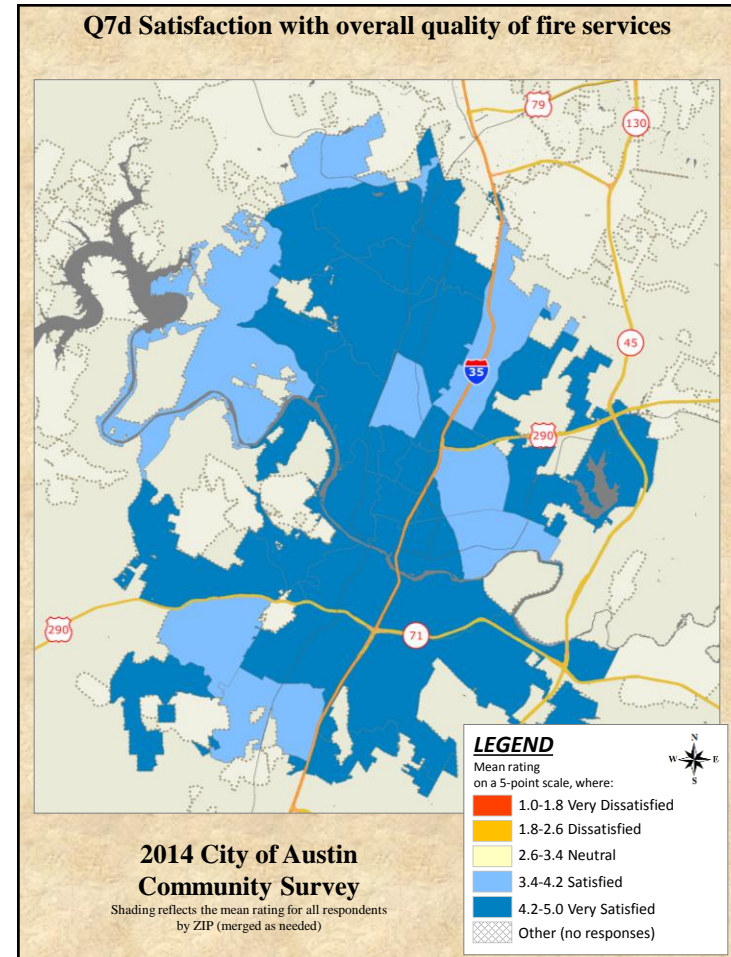 Q7d Satisfaction with overall quality of fire services
79
130
45
35
290
290
71
LEGEND
Mean rating
on a 5-point scale, where:
1.0-1.8 Very Dissatisfied
1.8-2.6 Dissatisfied
2.6-3.4 Neutral
3.4-4.2 Satisfied
4.2-5.0 Very Satisfied
Other (no responses)
N
W E
S
2014 City of Austin
Community Survey
Shading reflects the mean rating for all respondents
by ZIP (merged as needed)